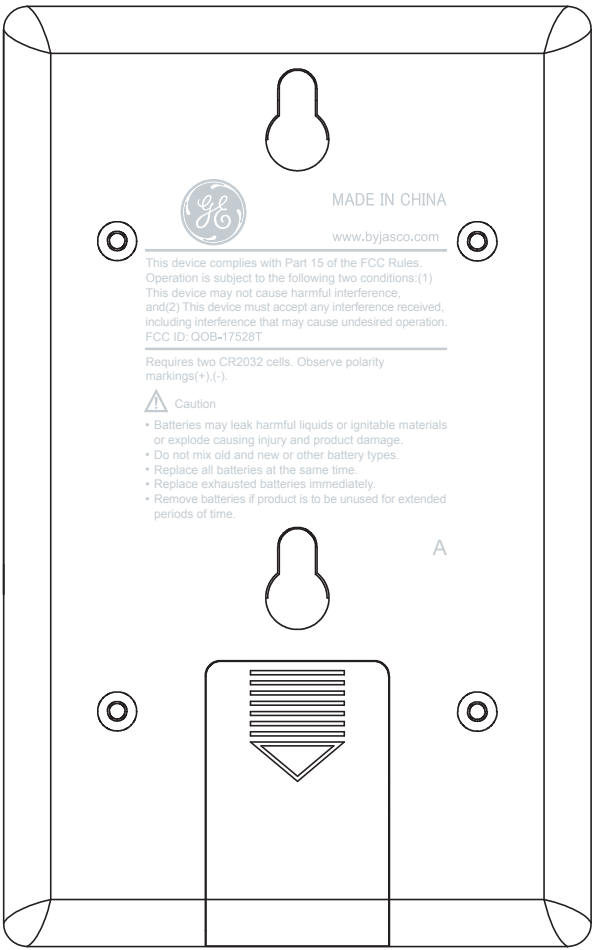 GE
MADE IN CHINA
www.byjasco.com
This device complies with Part 15 of the FCC Rules.
Operation is subject to the following two conditions:(1)
This device may not cause harmful interference,
and(2) This device must accept any interference received,
including interference that may cause undesired operation.
FCC ID: QOB-17528T
Requires two CR2032 cells. Observe polarity
markings(+),(-).
Caution
• Batteries may leak harmful liquids or ignitable materials
or explode causing injury and product damage.
• Do not mix old and new or other battery types.
• Replace all batteries at the same time.
• Replace exhausted batteries immediately.
• Remove batteries if product is to be unused for extended
periods of time.
A